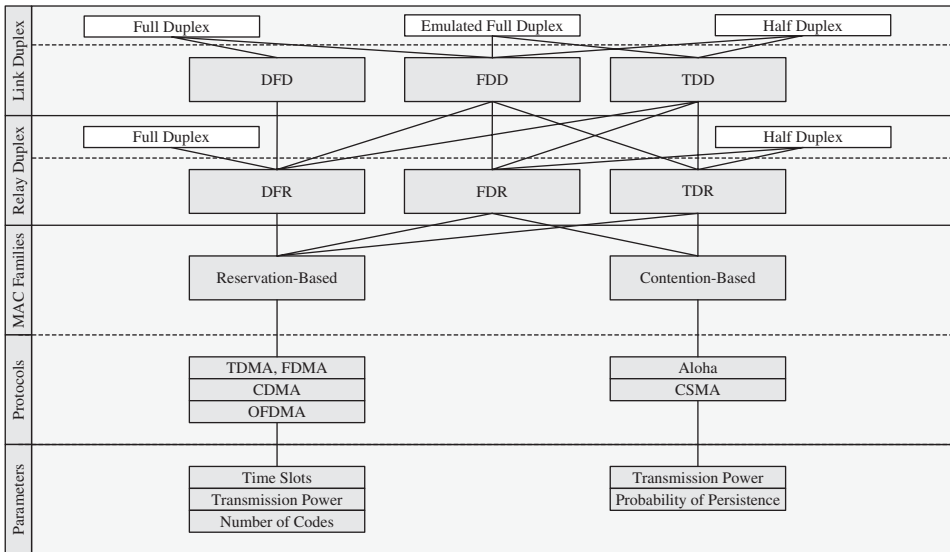 Link Duplex
Full Duplex
Emulated Full Duplex
Half Duplex
DFD
FDD
TDD
Relay Duplex
Full Duplex
Half Duplex
DFR
FDR
TDR
MAC Families
Reservation-Based
Contention-Based
Protocols
TDMA, FDMA
CDMA
OFDMA
Aloha
CSMA
Parameters
Time Slots
Transmission Power
Number of Codes
Transmission Power
Probability of Persistence